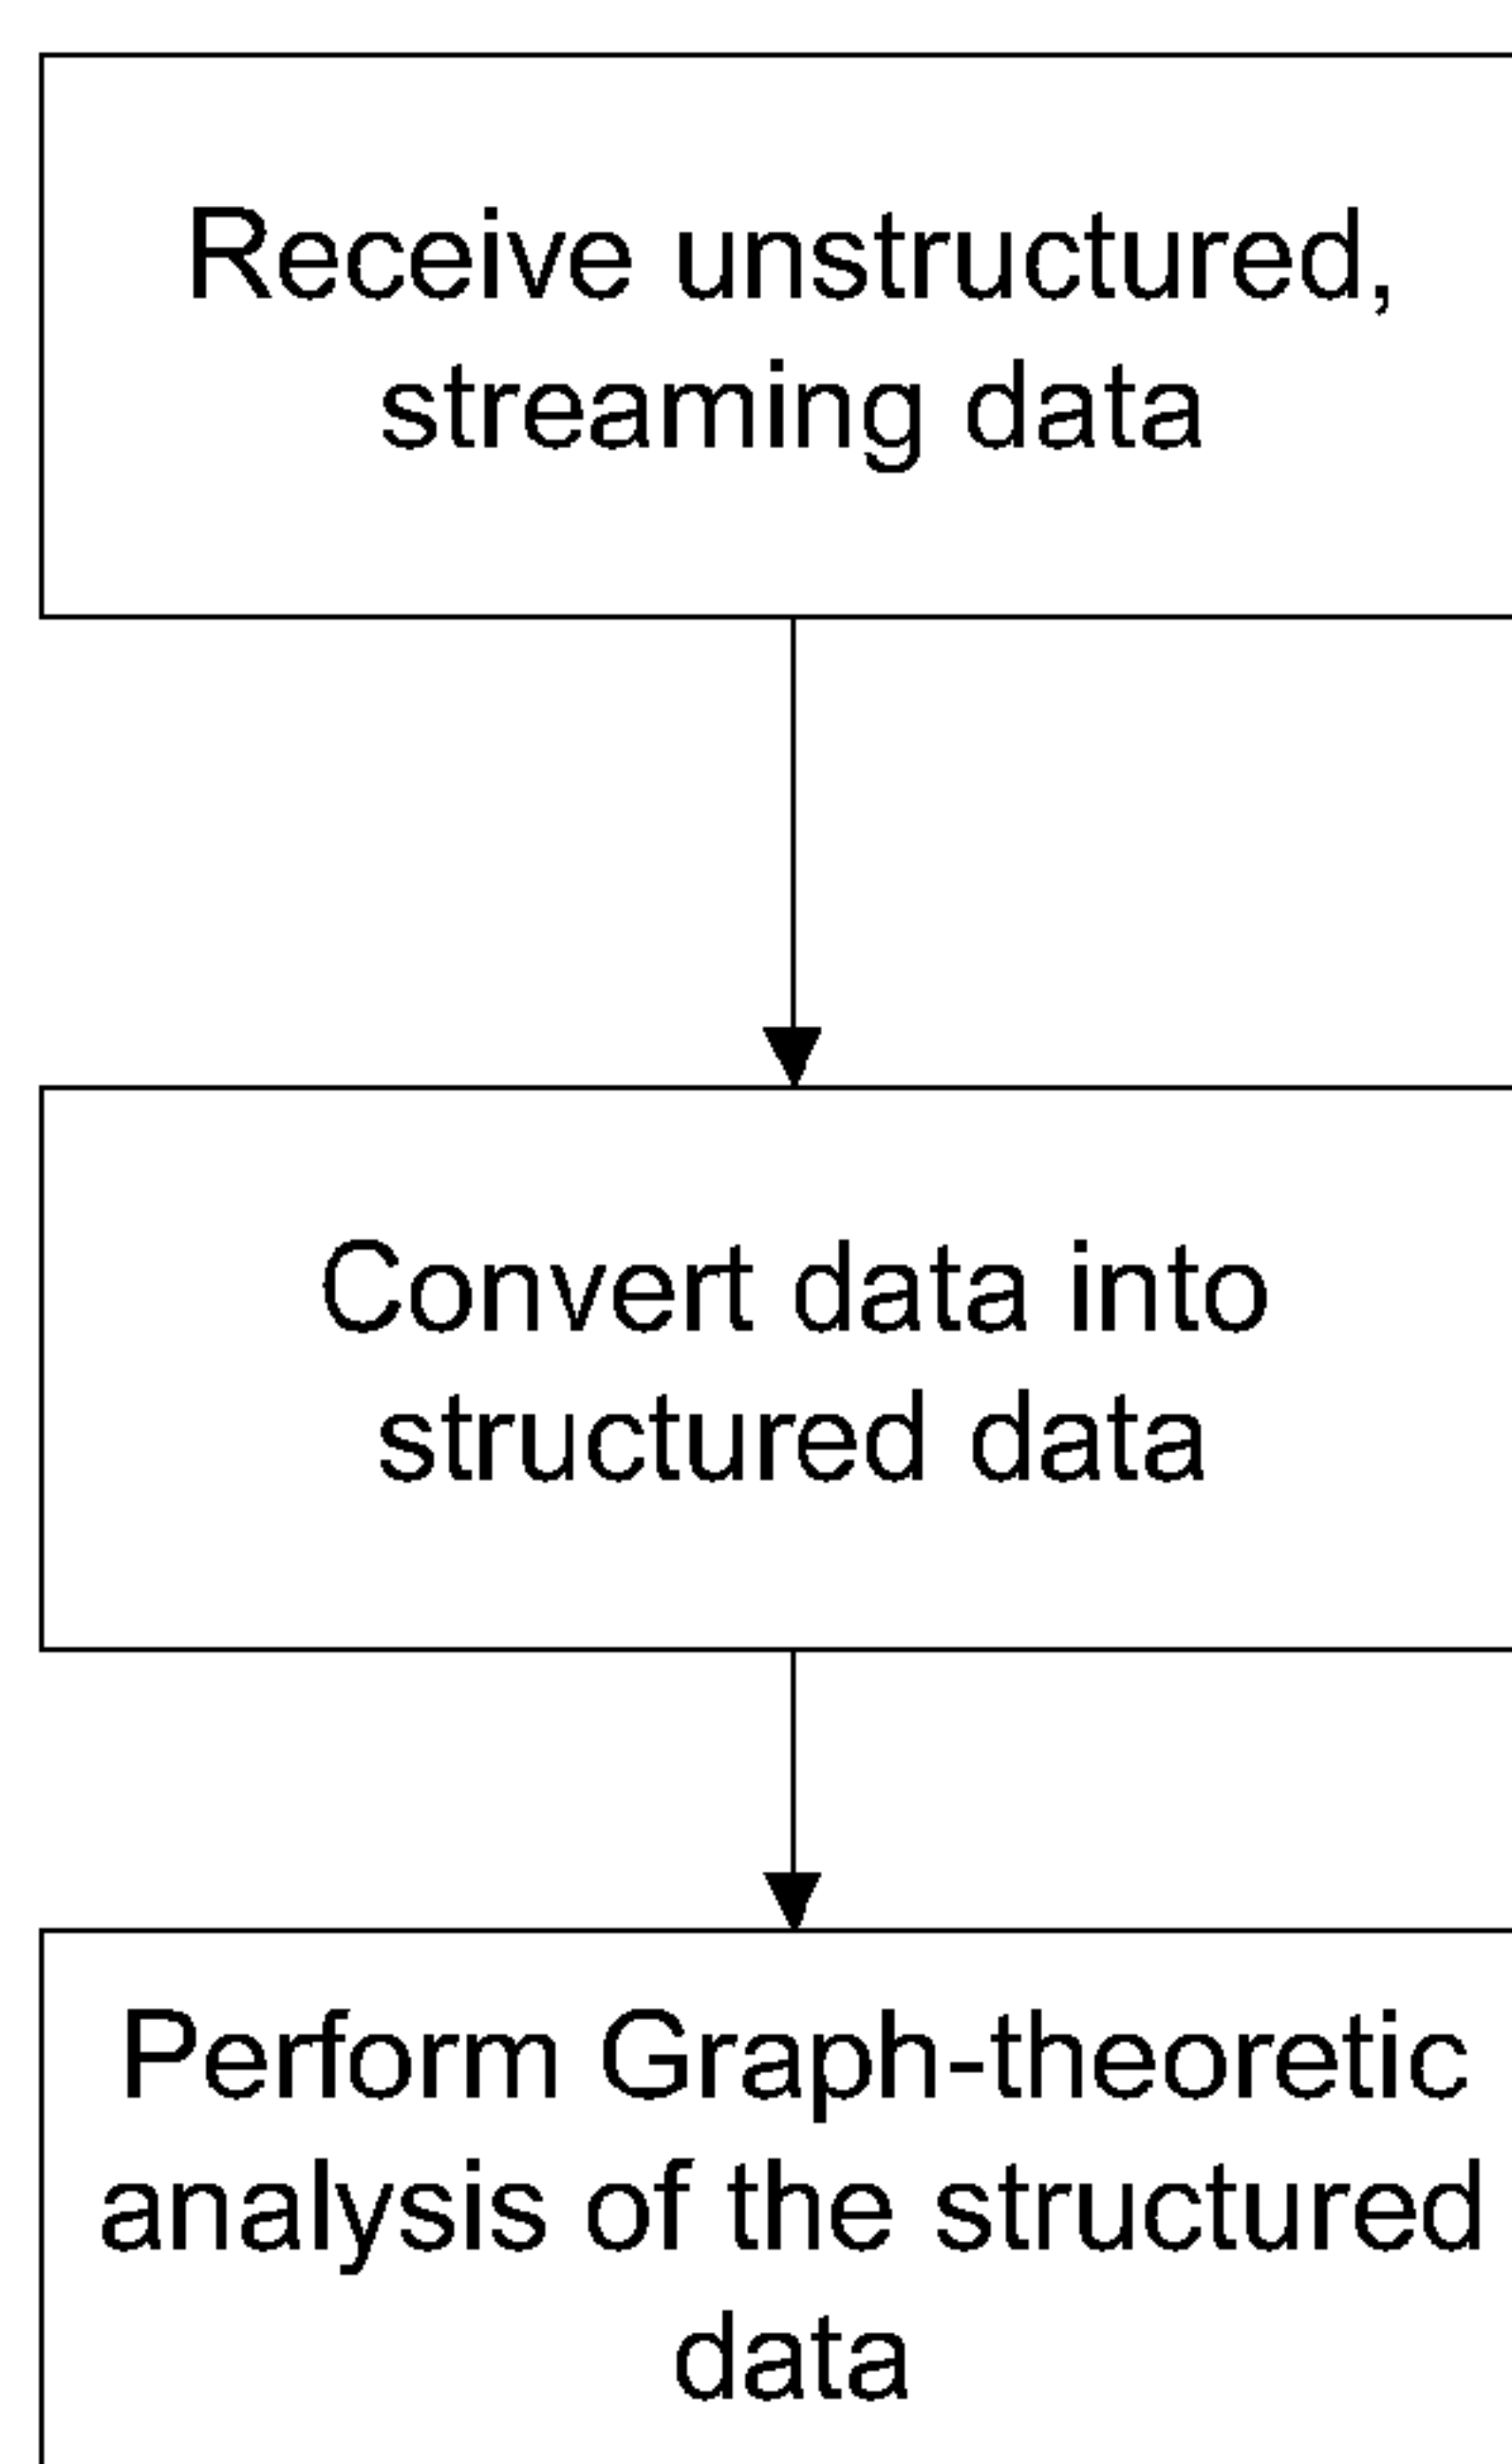 Receive unstructured,
streaming data
Convert data into
structured data
Perform Graph-theoretic
analysis of the structured
data